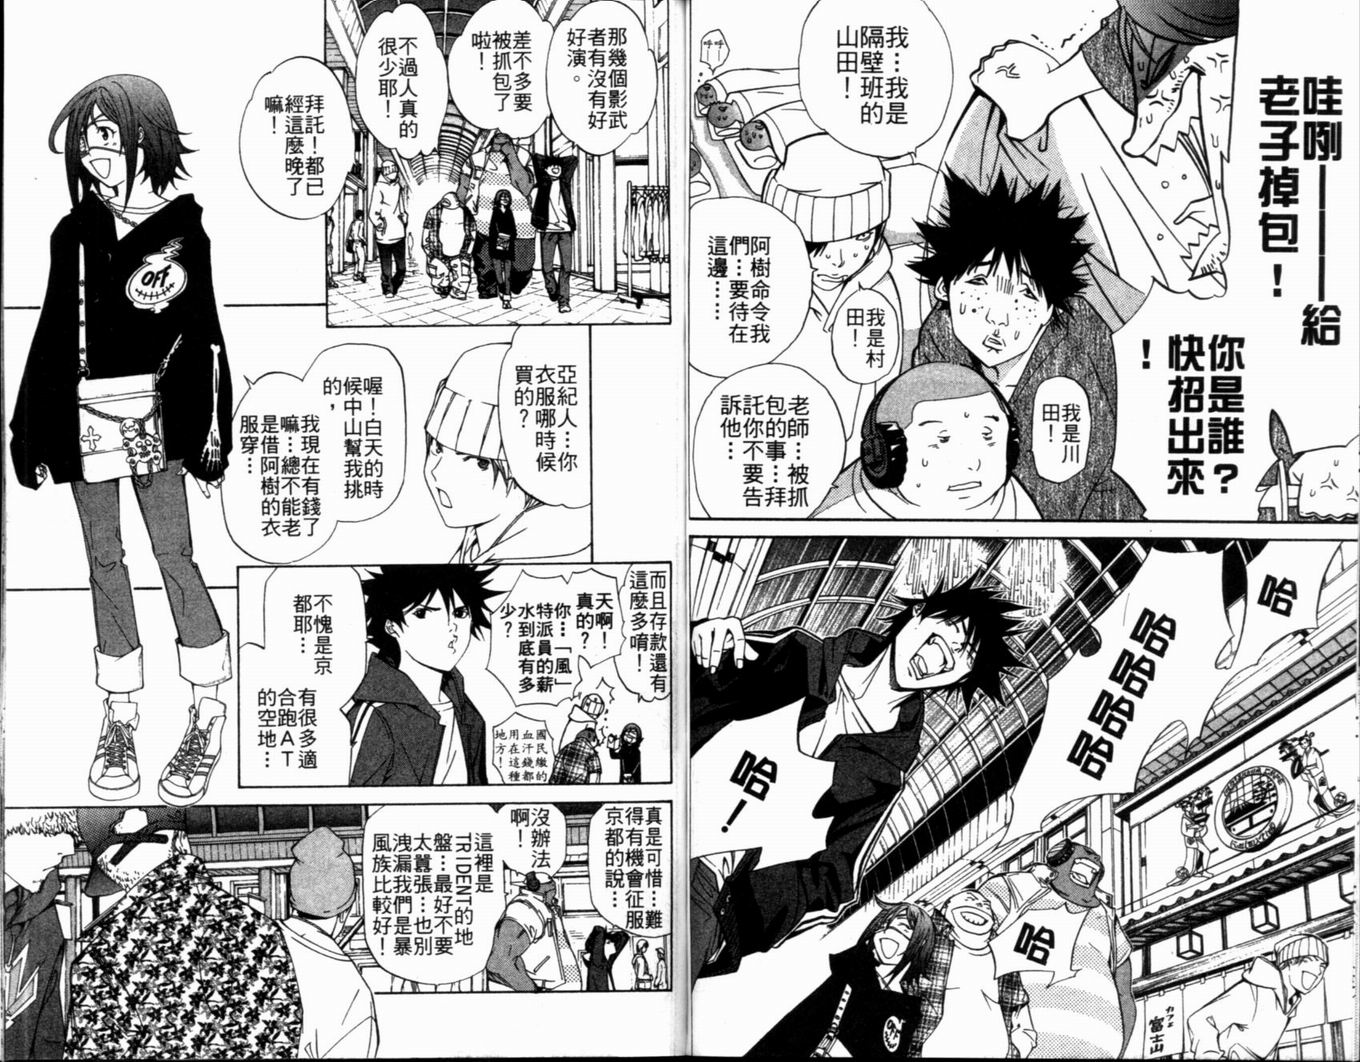 哇咧———給
老子掉包！
你是誰？
快招出來
！
我…我是
隔壁班的
山田！
呼呼—
阿樹命令我
們…要待在
這邊……
我是村
田！
我是川
田！
老師…被抓
包的事…拜
託你不要告
訴他…
哈
哈哈哈哈哈
哈！
哈
カフェ
富士山
那幾個影武
者有沒有好
好演。
差不多要
被抓包了
啦！
不過人真的
很少耶！
拜託！都已
經這麼晚了
嘛！
OFF
亞紀人…你
衣服哪時候
買的？
喔！白天的時
候中山幫我挑
的，
我現在有錢了
嘛…總不能老
是借阿樹的衣
服穿…
而且存款還有
這麼多唷！
天啊！
真的？
你…「風」
特派員的薪
水到底有多
少？
國民繳的
血汗錢都
用在這種
地方！
不愧是京
都耶…
有很多適
合跑AT
的空地…
真是可惜…難
得有機會征服
京都的說…
沒辦法
啊！
這裡是
TRIDENT的地
盤…最好不要
太囂張…也別
洩漏我們是暴
風族比較好！